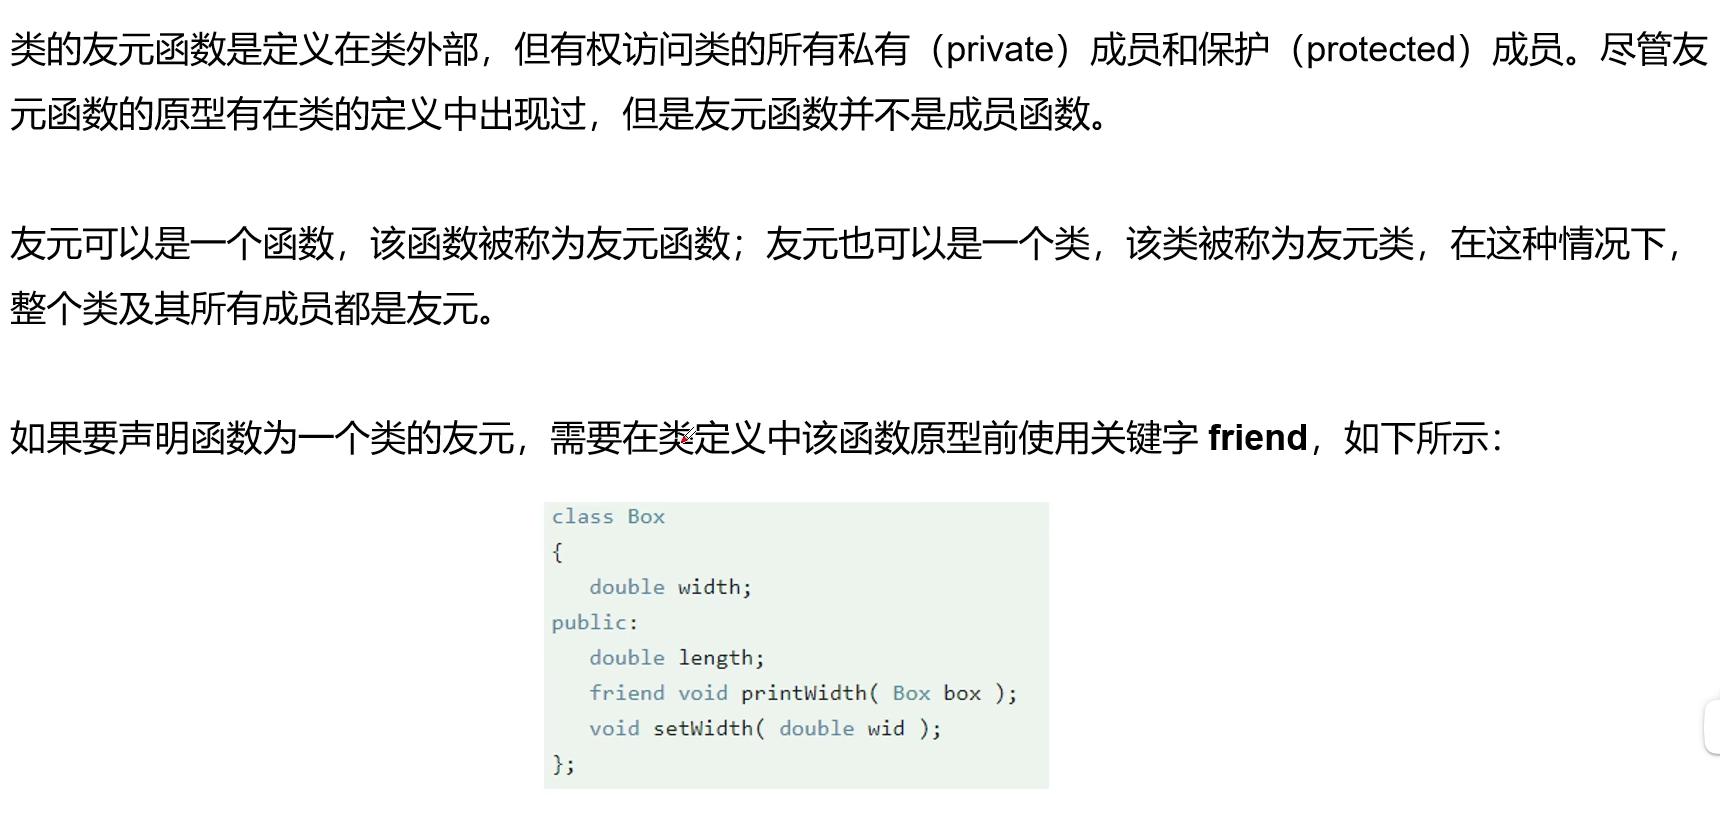 类的友元函数是定义在类外部，但有权访问类的所有私有（private）成员和保护（protected）成员。尽管友
元函数的原型有在类的定义中出现过，但是友元函数并不是成员函数。
友元可以是一个函数，该函数被称为友元函数；友元也可以是一个类，该类被称为友元类，在这种情况下，
整个类及其所有成员都是友元。
如果要声明函数为一个类的友元，需要在类定义中该函数原型前使用关键字 friend，如下所示：
class Box
{
   double width;
public:
   double length;
   friend void printWidth( Box box );
   void setWidth( double wid );
};